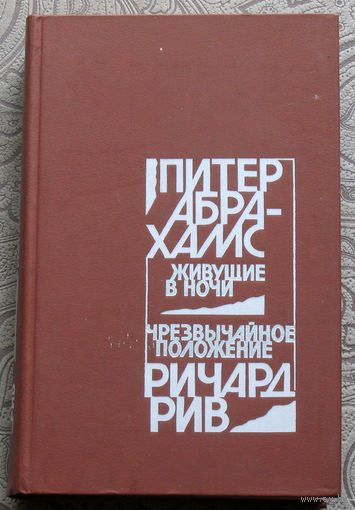 ПИТЕР
АБРА-
ХАМС
ЖИВУЩИЕ
В НОЧИ
ЧРЕЗВЫЧАЙНОЕ
ПОЛОЖЕНИЕ
РИЧАРД
РИВ